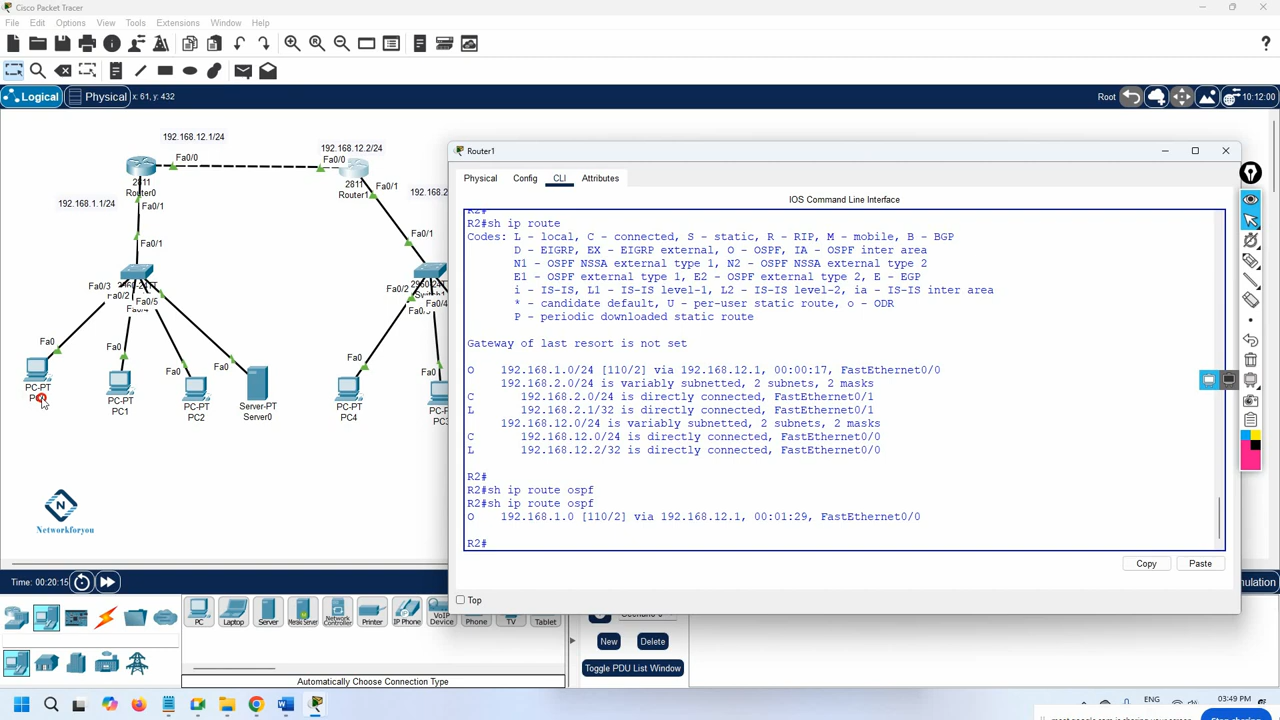 Cisco Packet Tracer
File Edit Options View Tools Extensions Window Help
Logical Physical x: 61, y: 432 Root 10:12:00
192.168.12.1/24
Fa0/0
192.168.12.2/24
Fa0/0
2811
Router0
2811
Router1
Fa0/1
192.168.2
192.168.1.1/24
Fa0/1
Fa0/1
Fa0/1
Fa0/3
Fa0/2
Fa0/5
Fa0/2
Fa0
Fa0
Fa0
Fa0
Fa0
PC-PT
PC-PT
PC1
PC-PT
PC2
Server-PT
Server0
PC-PT
PC4
Networkforyou
Router1
Physical Config CLI Attributes
IOS Command Line Interface
R2#
R2#sh ip route
Codes: L - local, C - connected, S - static, R - RIP, M - mobile, B - BGP
D - EIGRP, EX - EIGRP external, O - OSPF, IA - OSPF inter area
N1 - OSPF NSSA external type 1, N2 - OSPF NSSA external type 2
E1 - OSPF external type 1, E2 - OSPF external type 2, E - EGP
i - IS-IS, L1 - IS-IS level-1, L2 - IS-IS level-2, ia - IS-IS inter area
* - candidate default, U - per-user static route, o - ODR
P - periodic downloaded static route
Gateway of last resort is not set
O 192.168.1.0/24 [110/2] via 192.168.12.1, 00:00:17, FastEthernet0/0
192.168.2.0/24 is variably subnetted, 2 subnets, 2 masks
C 192.168.2.0/24 is directly connected, FastEthernet0/1
L 192.168.2.1/32 is directly connected, FastEthernet0/1
192.168.12.0/24 is variably subnetted, 2 subnets, 2 masks
C 192.168.12.0/24 is directly connected, FastEthernet0/0
L 192.168.12.2/32 is directly connected, FastEthernet0/0
R2#
R2#sh ip route ospf
R2#sh ip route ospf
O 192.168.1.0 [110/2] via 192.168.12.1, 00:01:29, FastEthernet0/0
R2#
Copy Paste
Top
Time: 00:20:15
PC Laptop Server Printer IP Phone VoIP Device Phone TV Tablet
Automatically Choose Connection Type
New Delete
Toggle PDU List Window
ENG
03:49 PM